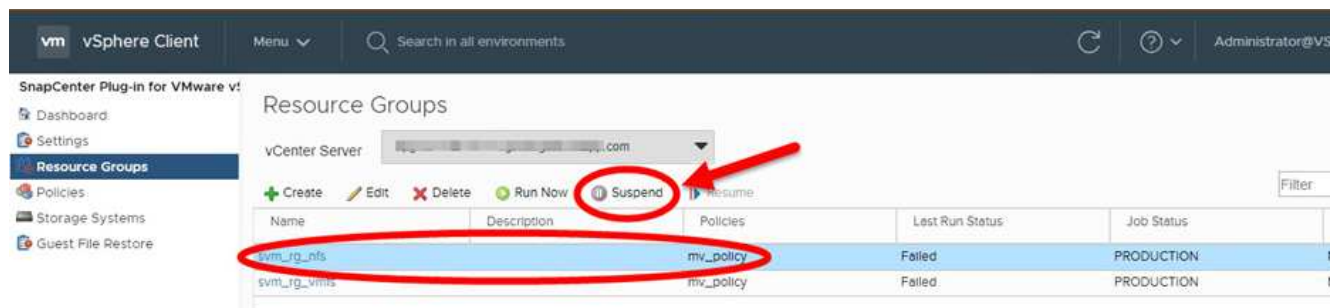 vm vSphere Client Menu Search in all environments Administrator@VS
SnapCenter Plug-in for VMware vS
Dashboard
Settings
Resource Groups
Policies
Storage Systems
Guest File Restore
Resource Groups
vCenter Server .com
Create Edit Delete Run Now Suspend Resume Filter
Name Description Policies Last Run Status Job Status
svm_rg_nfs mv_policy Failed PRODUCTION
svm_rg_vmfs mv_policy Failed PRODUCTION